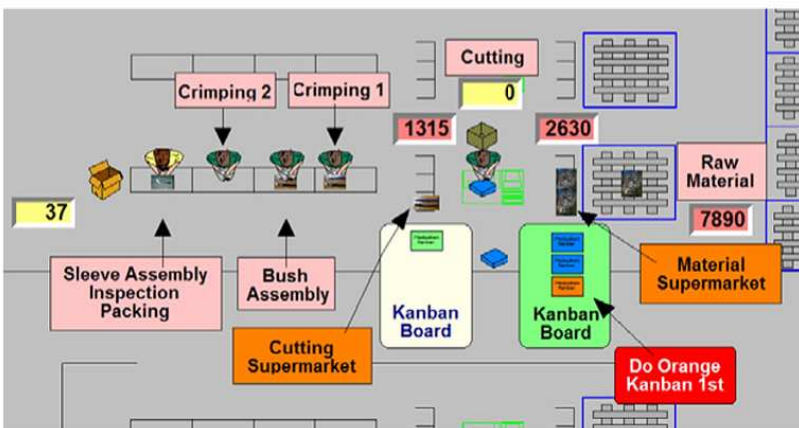 Cutting
Crimping 2
Crimping 1
0
1315
2630
Raw
Material
37
7890
Sleeve Assembly
Inspection
Packing
Bush
Assembly
Kanban
Board
Cutting
Supermarket
Kanban
Board
Material
Supermarket
Do Orange
Kanban 1st